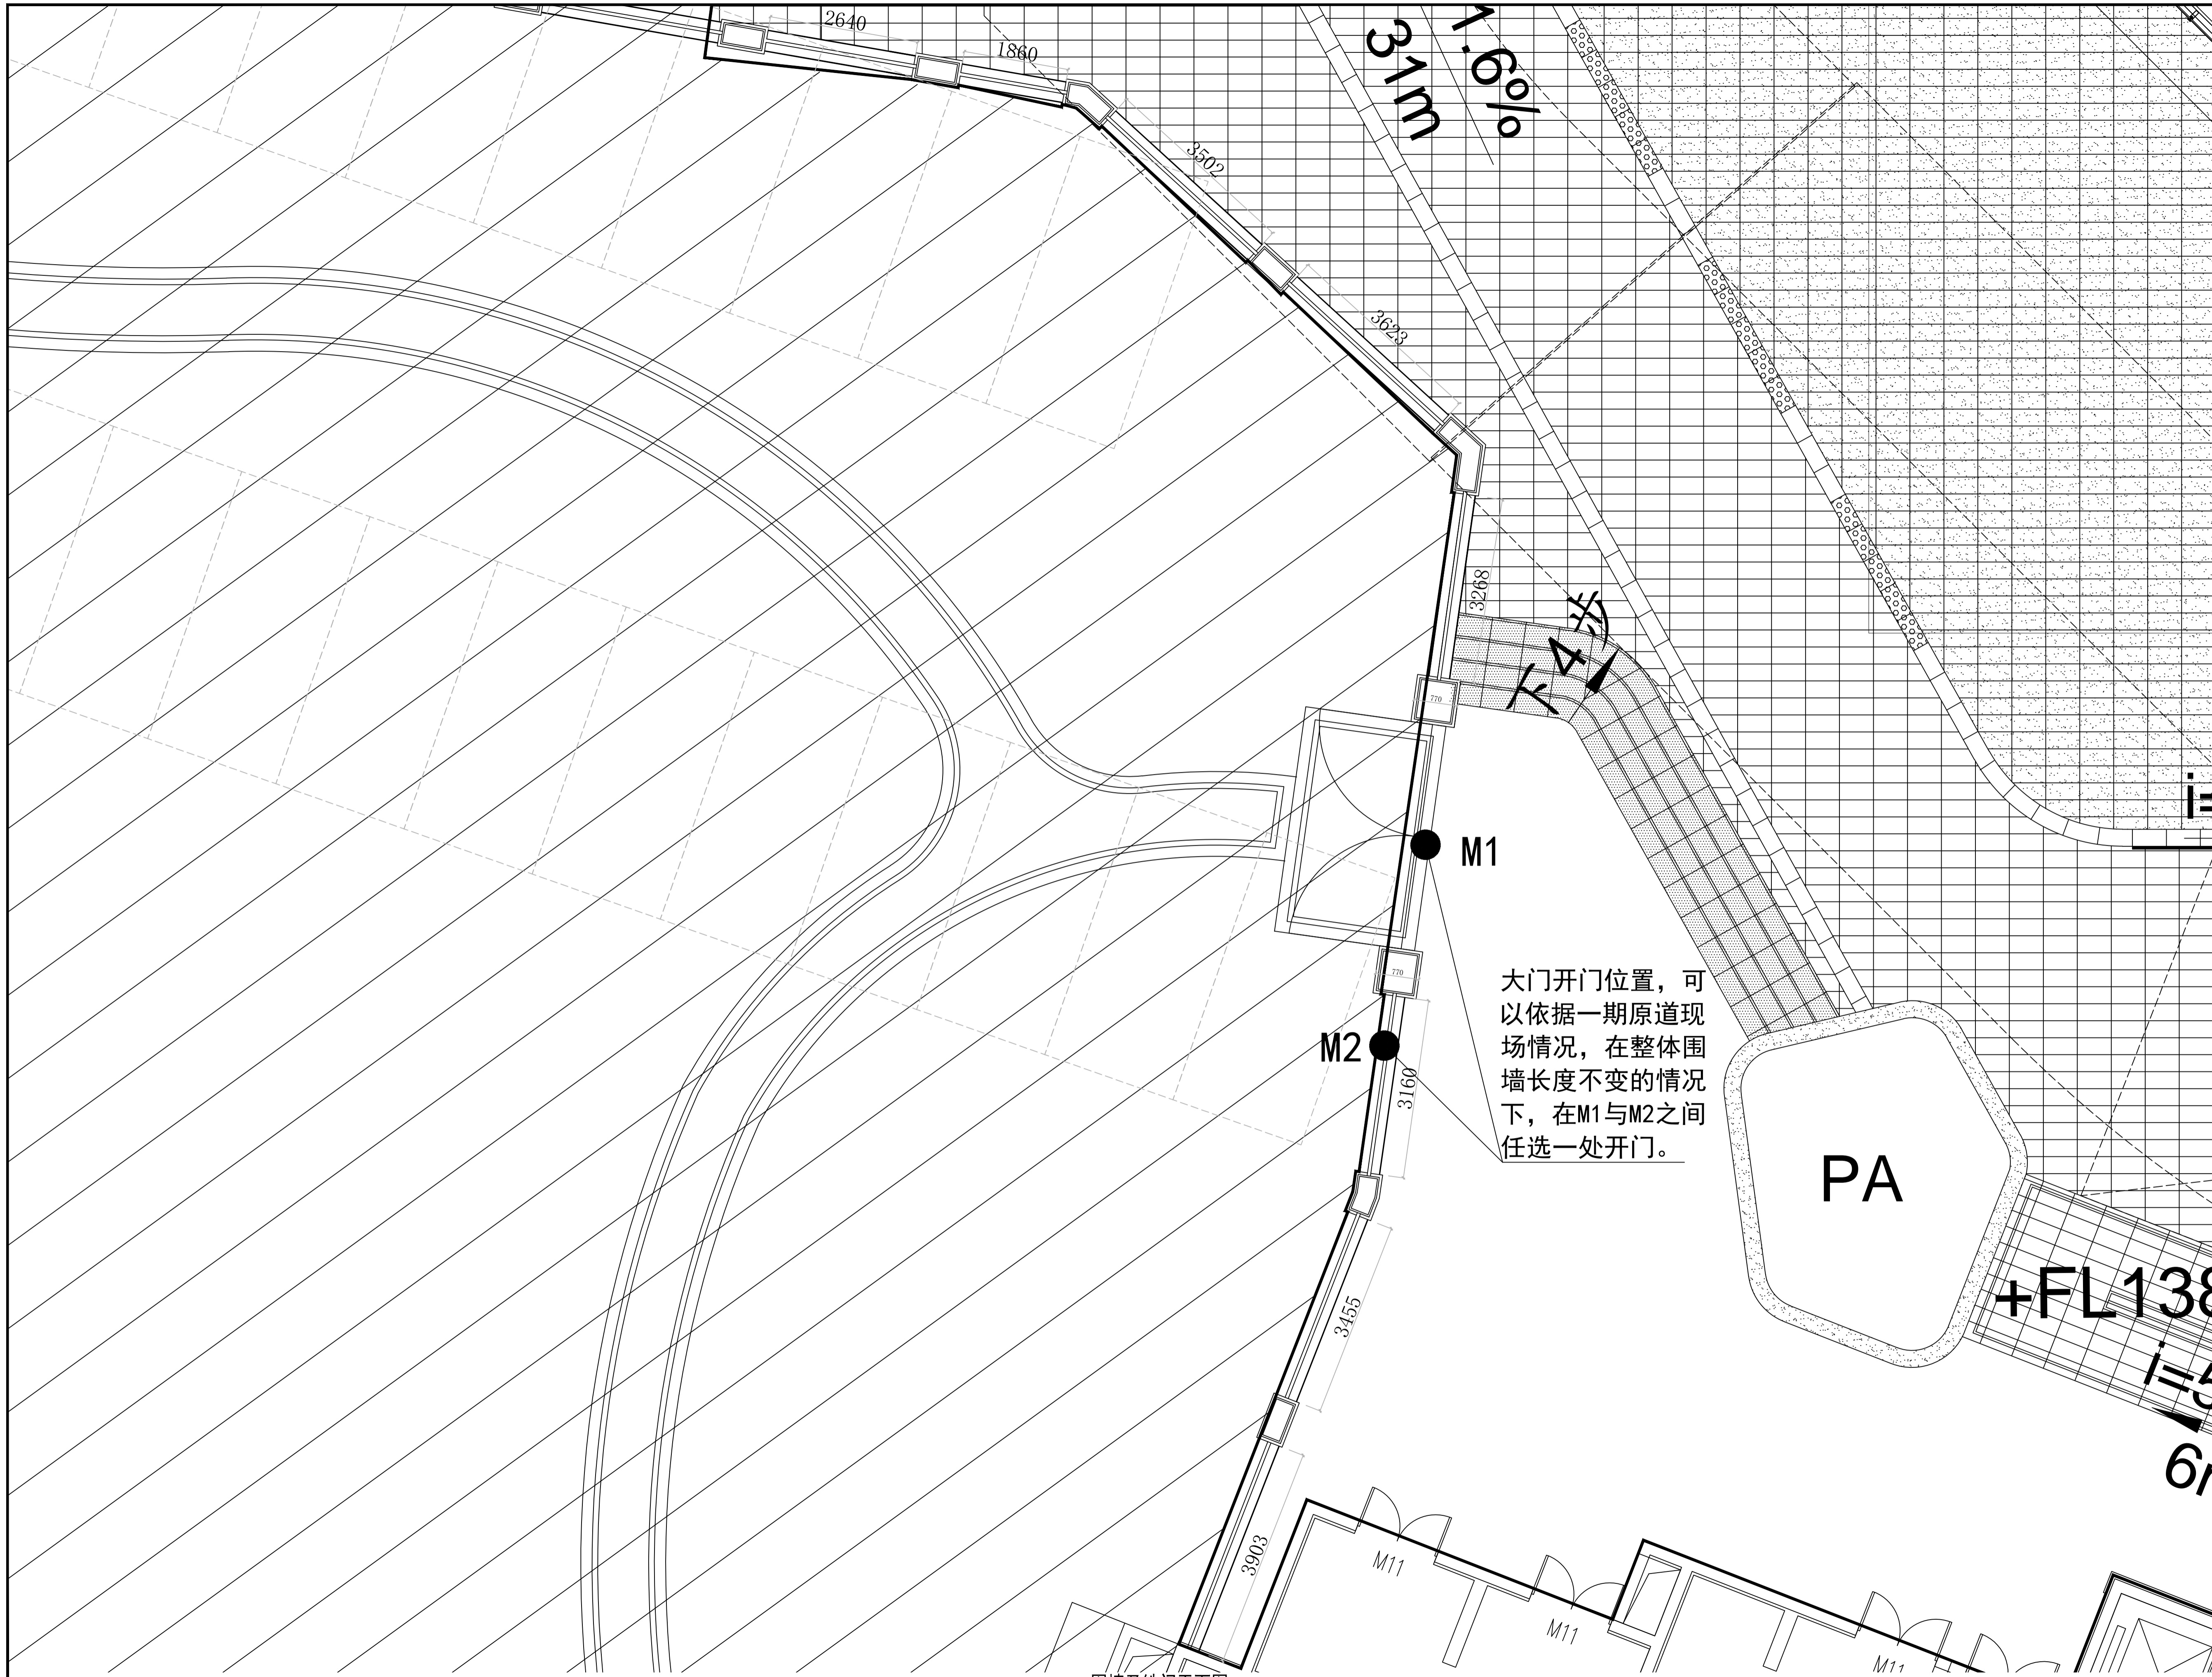 2640
1860
1.6%
31m
3502
3623
3268
下4步
770
M1
770
大门开门位置，可
以依据一期原道现
场情况，在整体围
墙长度不变的情况
下，在M1与M2之间
任选一处开门。
M2
3160
PA
3455
+FL138
i=5
3903
M11
M11
M11